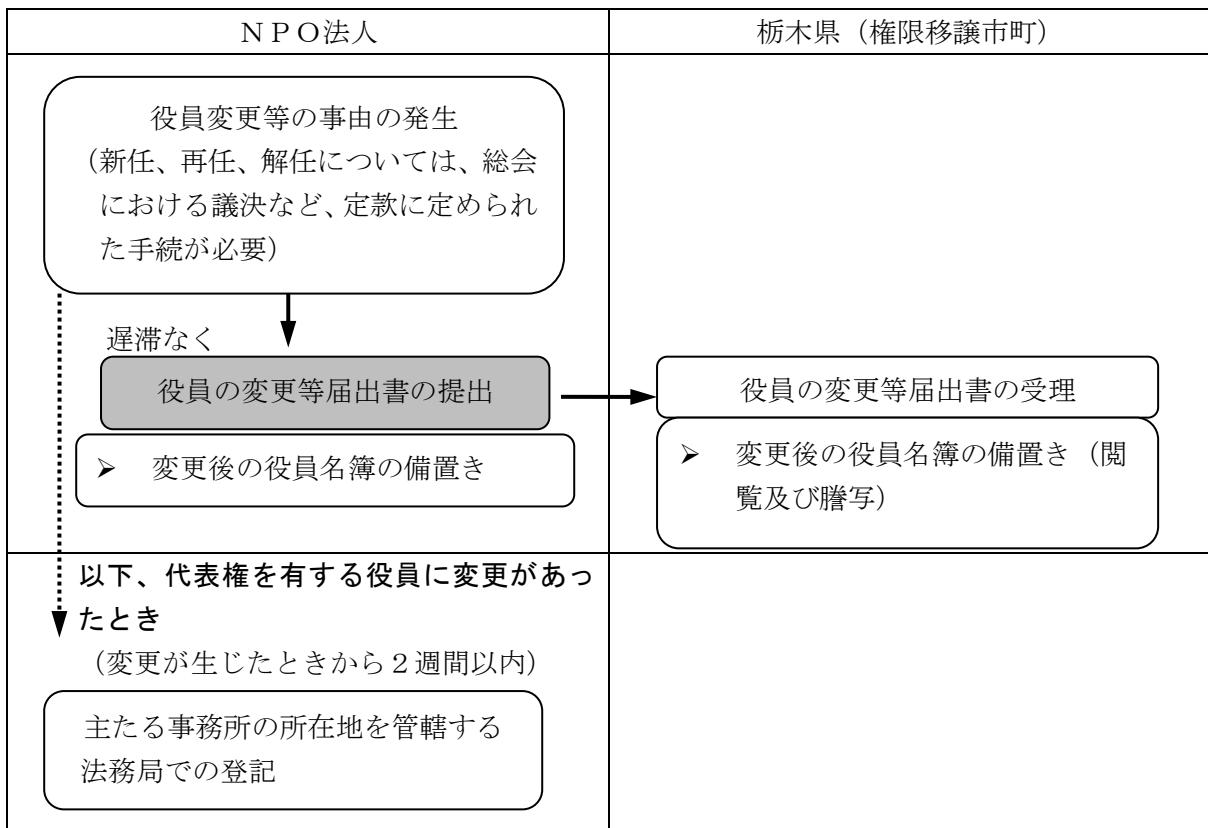 ＮＰＯ法人
栃木県（権限移譲市町）
役員変更等の事由の発生
（新任、再任、解任については、総会
における議決など、定款に定められ
た手続が必要）
遅滞なく
役員の変更等届出書の提出
役員の変更等届出書の受理
➢ 変更後の役員名簿の備置き
➢ 変更後の役員名簿の備置き（閲
覧及び謄写）
以下、代表権を有する役員に変更があっ
たとき
（変更が生じたときから２週間以内）
主たる事務所の所在地を管轄する
法務局での登記